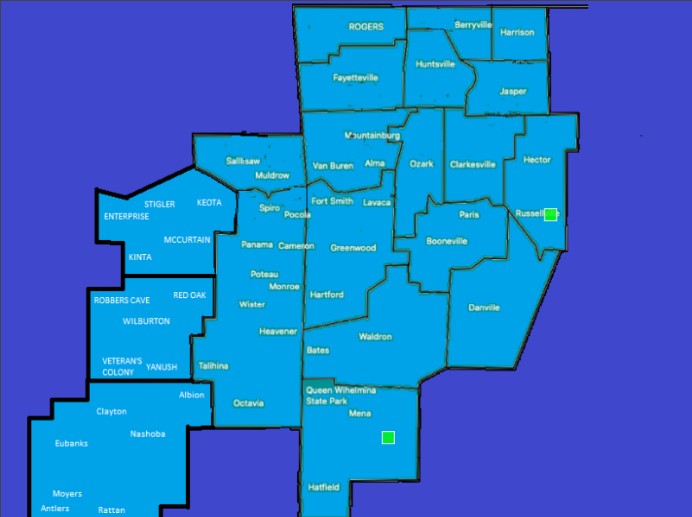 ROGERS
Berryville
Harrison
Huntsville
Fayetteville
Jasper
Mountainburg
Van Buren
Alma
Ozark
Clarkesville
Hector
Sallisaw
Muldrow
STIGLER
KEOTA
ENTERPRISE
MCCURTAIN
KINTA
Spiro
Pocola
Fort Smith
Lavaca
Paris
Panama
Cameron
Greenwood
Booneville
Poteau
Monroe
Hartford
Wister
Danville
ROBBERS CAVE
RED OAK
WILBURTON
Heavener
Waldron
Bates
VETERAN'S
COLONY
YANUSH
Talihina
Albion
Octavia
Queen Wilhelmina
State Park
Mena
Clayton
Nashoba
Eubanks
Hatfield
Moyers
Antlers
Rattan